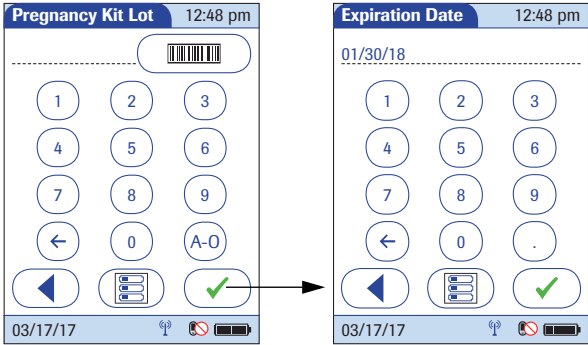 Pregnancy Kit Lot 12:48 pm
1 2 3
4 5 6
7 8 9
0 A-O
03/17/17
Expiration Date 12:48 pm
01/30/18
1 2 3
4 5 6
7 8 9
0 .
03/17/17